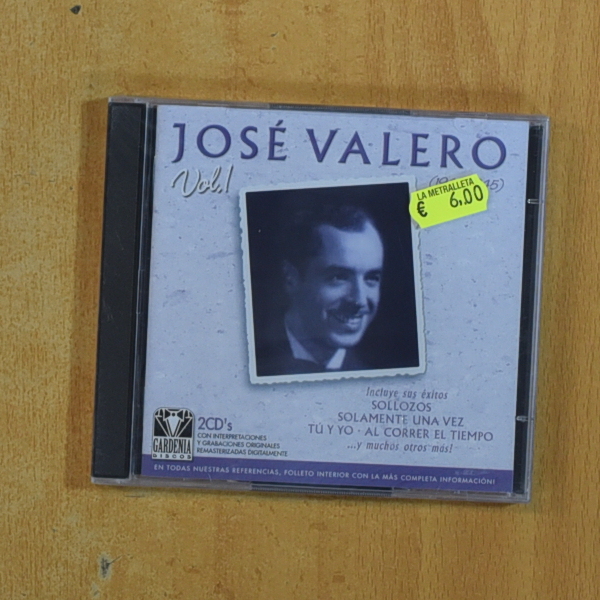 JOSÉ VALERO
Vol.1
LA METRALLETA
€ 6,00
Incluye sus éxitos
SOLLOZOS
SOLAMENTE UNA VEZ
TÚ Y YO · AL CORRER EL TIEMPO
...y muchos otros más!
GARDENIA
DISCOS
2CD's
CON INTERPRETACIONES
Y GRABACIONES ORIGINALES
REMASTERIZADAS DIGITALMENTE
EN TODAS NUESTRAS REFERENCIAS, FOLLETO INTERIOR CON LA MÁS COMPLETA INFORMACIÓN!